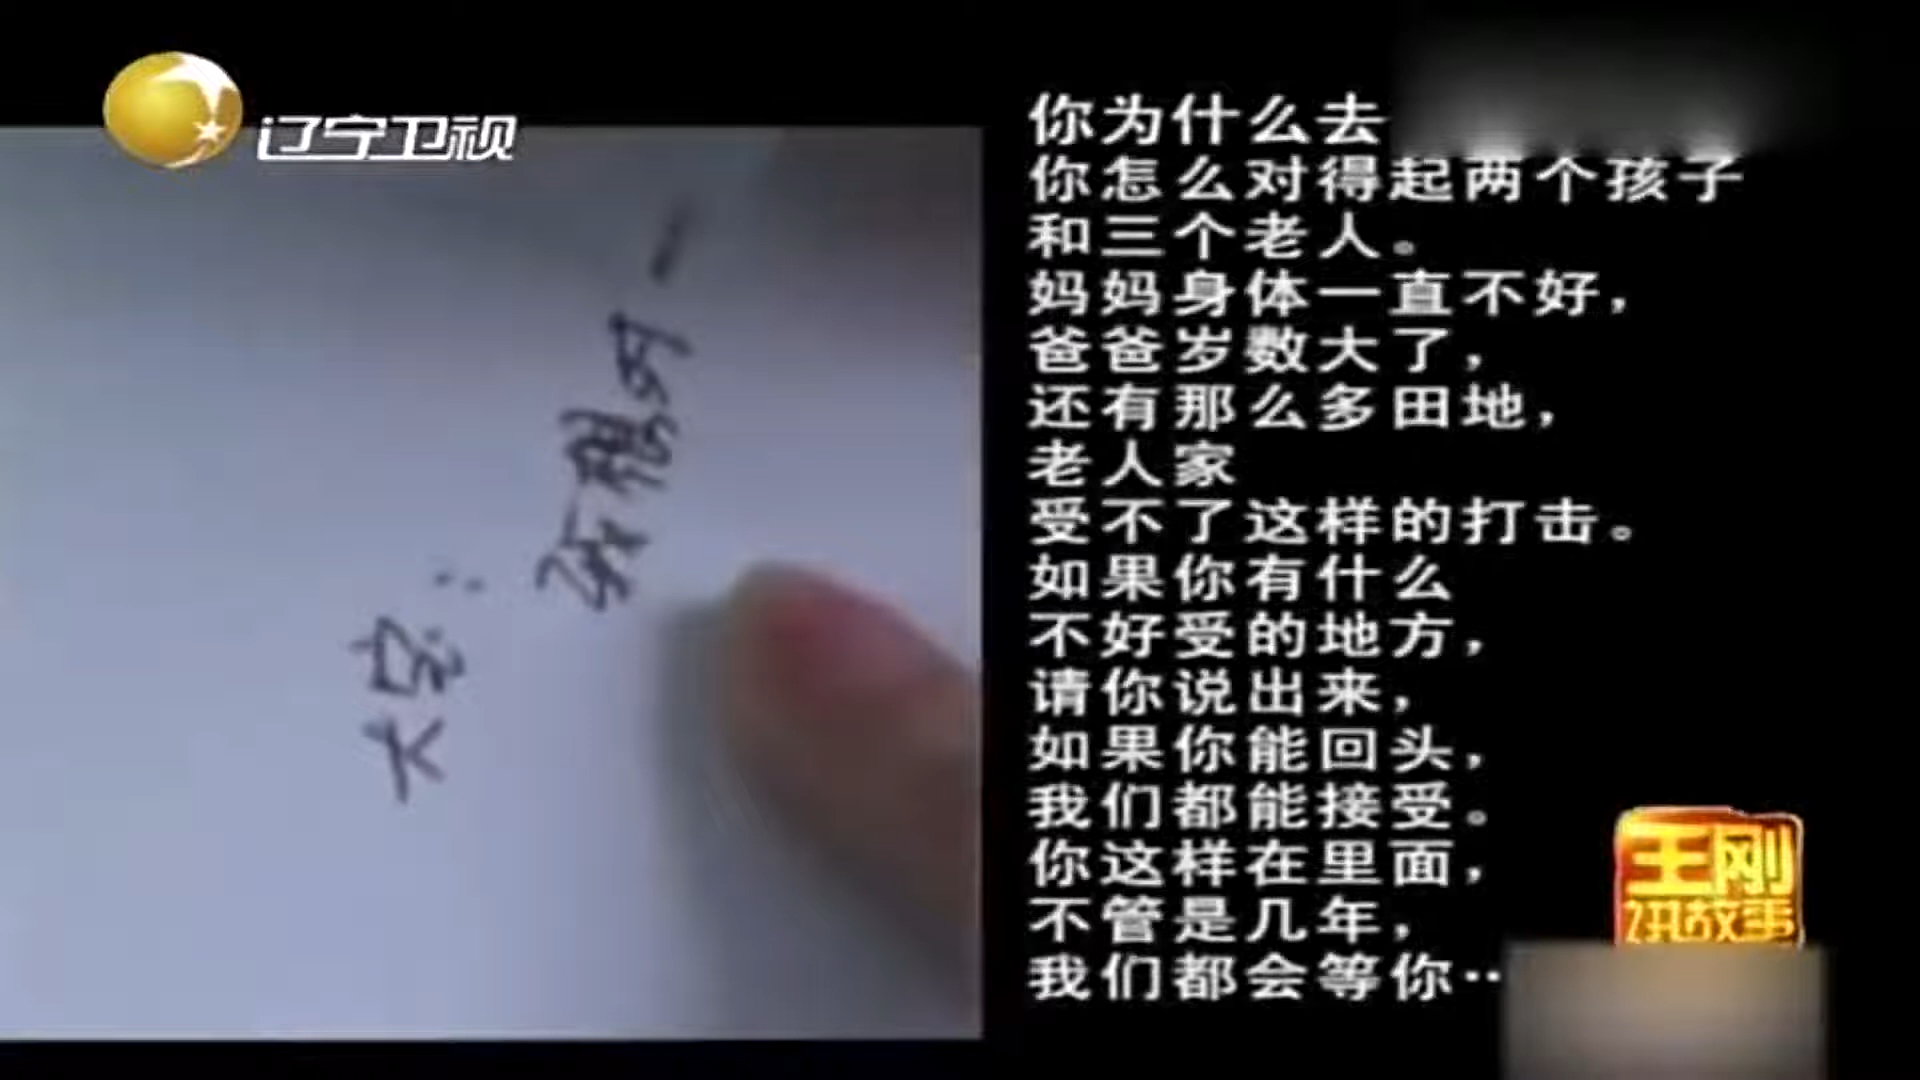 辽宁卫视
你为什么去
你怎么对得起两个孩子
和三个老人。
妈妈身体一直不好，
爸爸岁数大了，
还有那么多田地，
老人家
受不了这样的打击。
如果你有什么
不好受的地方，
请你说出来，
如果你能回头，
我们都能接受。
你这样在里面，
不管是几年，
我们都会等你…
王刚
讲故事